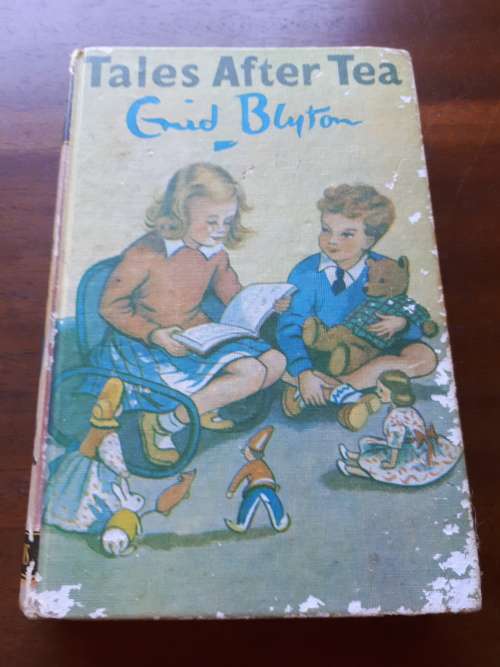 Tales After Tea
Enid Blyton